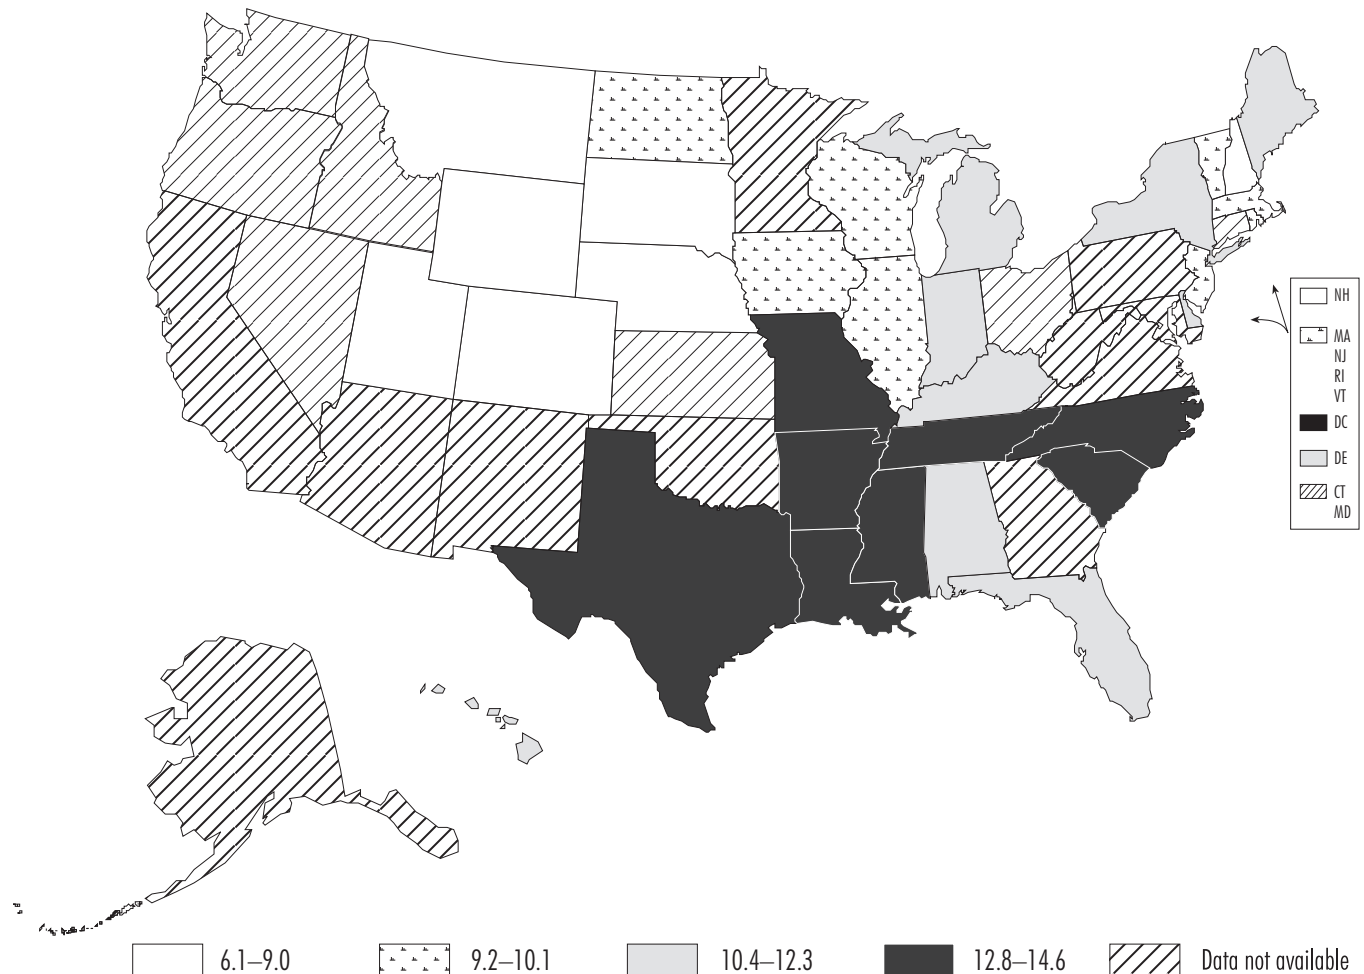 NH
MA
NJ
RI
VT
DC
DE
CT
MD
6.1–9.0
9.2–10.1
10.4–12.3
12.8–14.6
Data not available